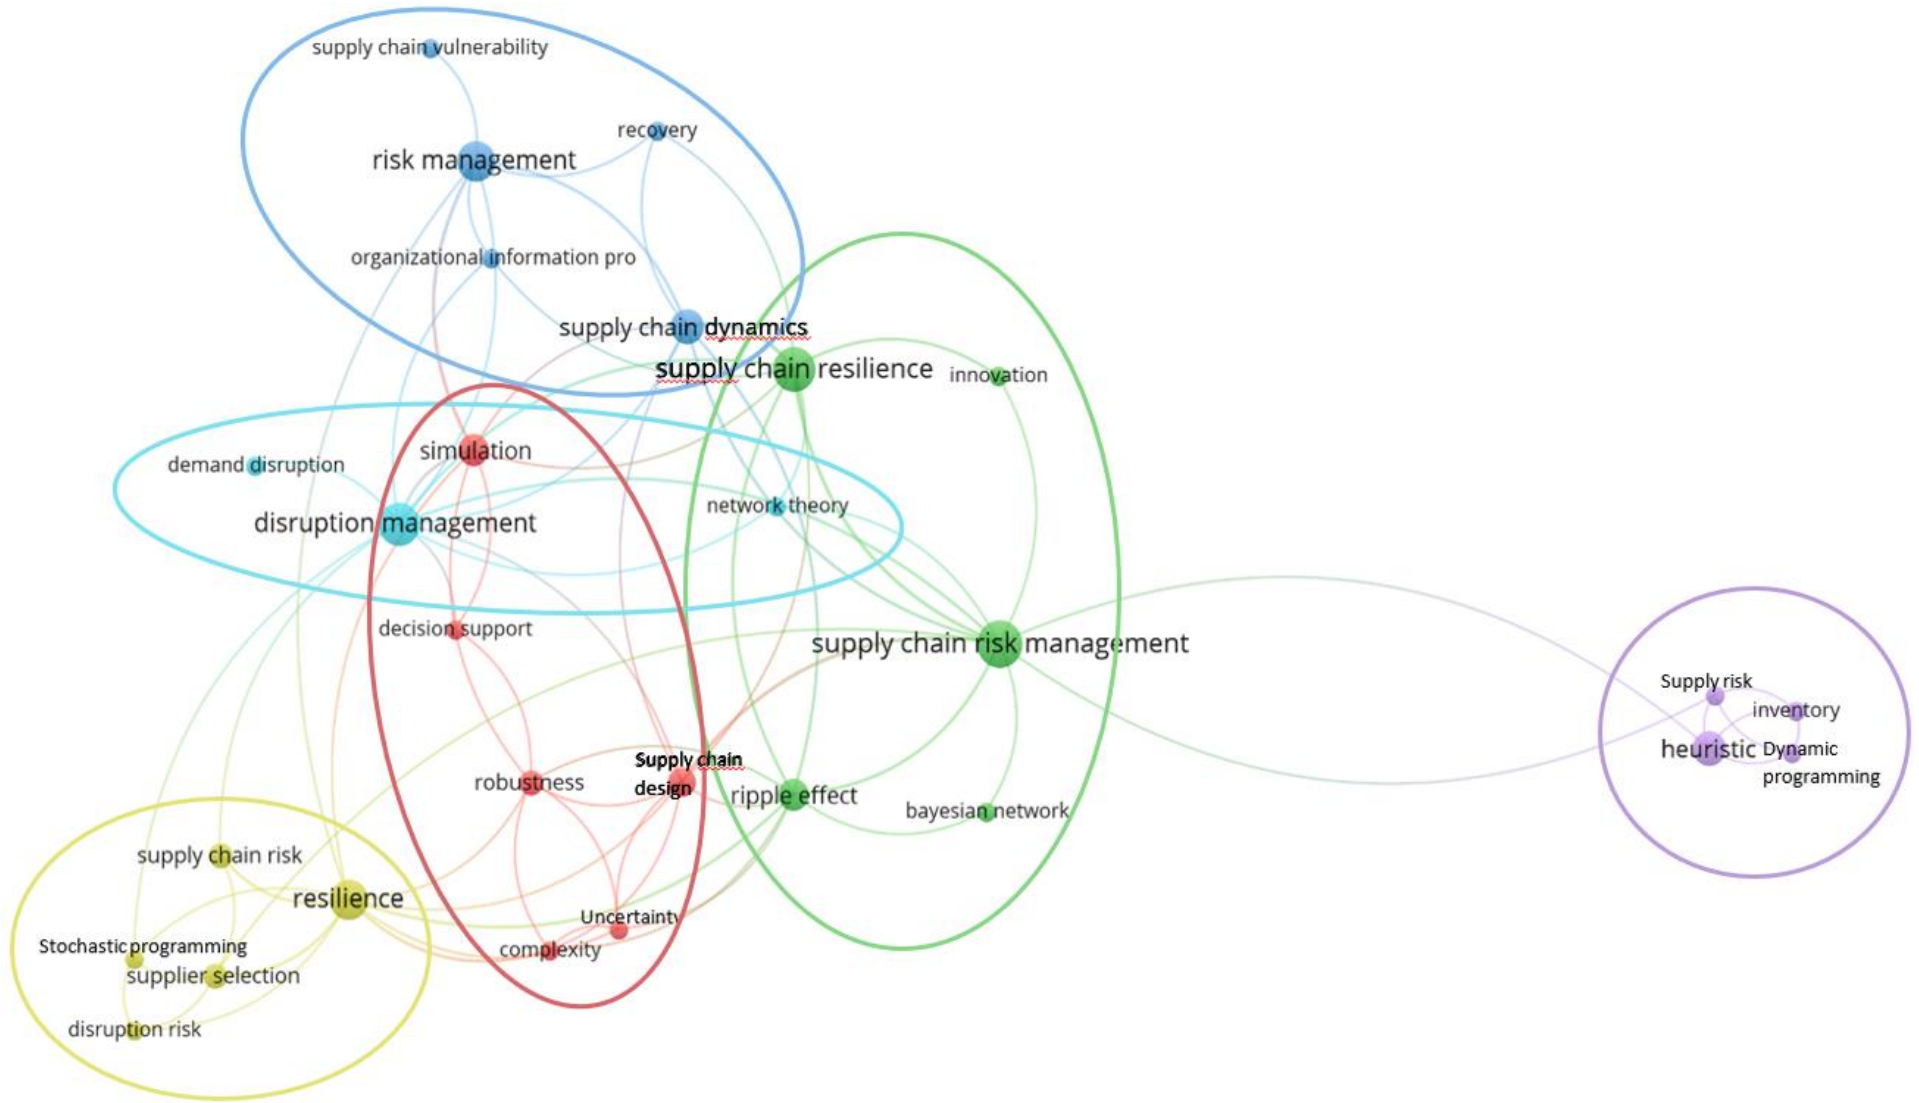 supply chain vulnerability
recovery
risk management
organizational information pro
supply chain dynamics
supply chain resilience
innovation
simulation
demand disruption
network theory
disruption management
decision support
supply chain risk management
Supply risk
inventory
heuristic
Dynamic
programming
Supply chain
design
robustness
ripple effect
bayesian network
supply chain risk
resilience
Uncertainty
complexity
Stochastic programming
supplier selection
disruption risk